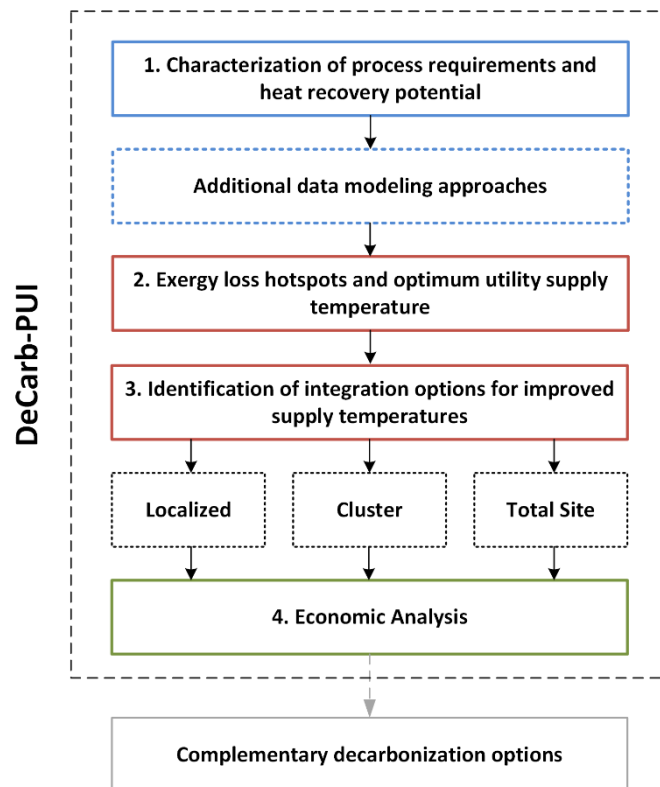 DeCarb-PUI
1. Characterization of process requirements and
heat recovery potential
Additional data modeling approaches
2. Exergy loss hotspots and optimum utility supply
temperature
3. Identification of integration options for improved
supply temperatures
Localized
Cluster
Total Site
4. Economic Analysis
Complementary decarbonization options